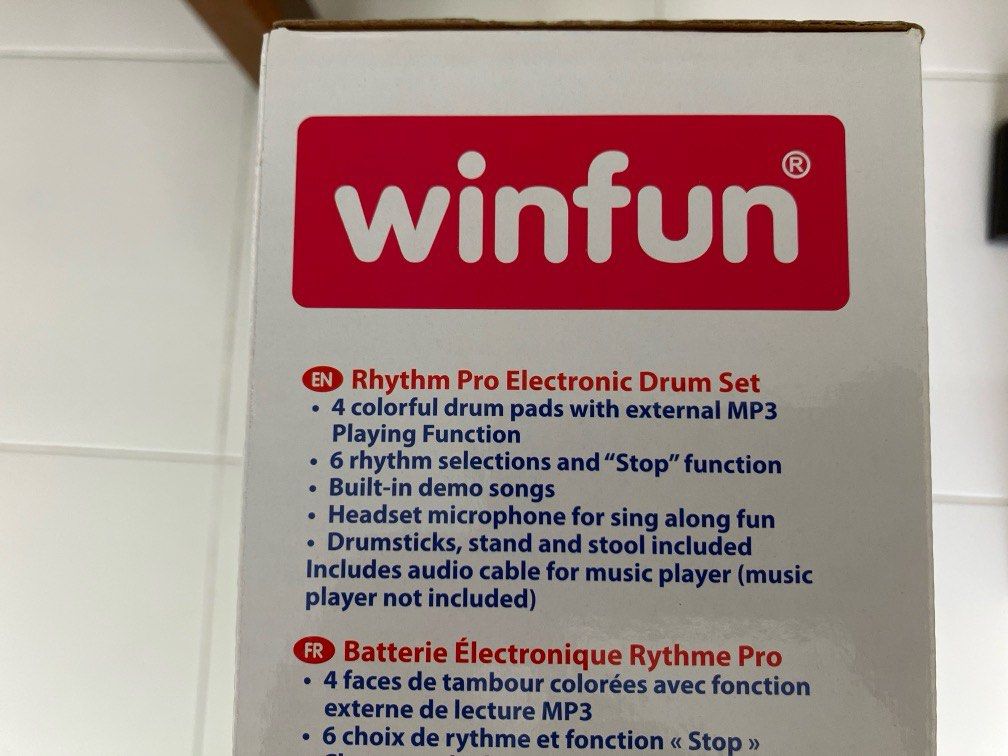 winfun®
EN Rhythm Pro Electronic Drum Set
• 4 colorful drum pads with external MP3
Playing Function
• 6 rhythm selections and “Stop” function
• Built-in demo songs
• Headset microphone for sing along fun
• Drumsticks, stand and stool included
Includes audio cable for music player (music
player not included)
FR Batterie Électronique Rythme Pro
• 4 faces de tambour colorées avec fonction
externe de lecture MP3
• 6 choix de rythme et fonction « Stop »